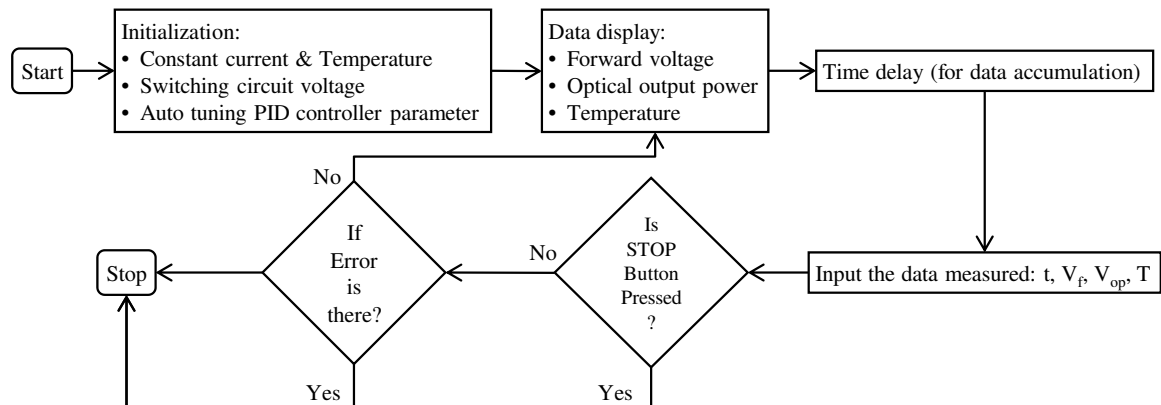 Start
Initialization:
• Constant current & Temperature
• Switching circuit voltage
• Auto tuning PID controller parameter
Data display:
• Forward voltage
• Optical output power
• Temperature
Time delay (for data accumulation)
Input the data measured: t, Vf, Vop, T
Is
STOP
Button
Pressed
?
No
Yes
If
Error
is
there?
No
Yes
Stop